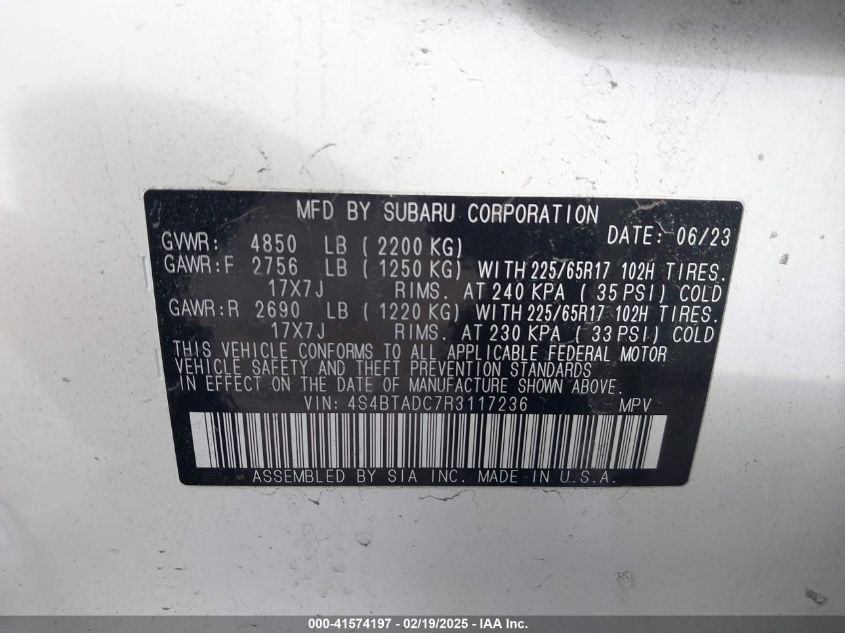 MFD BY SUBARU CORPORATION
GVWR: 4850 LB ( 2200 KG) DATE: 06/23
GAWR:F 2756 LB ( 1250 KG) WITH 225/65R17 102H TIRES.
17X7J RIMS. AT 240 KPA ( 35 PSI) COLD
GAWR:R 2690 LB ( 1220 KG) WITH 225/65R17 102H TIRES.
17X7J RIMS. AT 230 KPA ( 33 PSI) COLD
THIS VEHICLE CONFORMS TO ALL APPLICABLE FEDERAL MOTOR
VEHICLE SAFETY AND THEFT PREVENTION STANDARDS
IN EFFECT ON THE DATE OF MANUFACTURE SHOWN ABOVE.
VIN: 4S4BTADC7R3117236 MPV
ASSEMBLED BY SIA INC. MADE IN U.S.A.
000-41574197 - 02/19/2025 - IAA Inc.